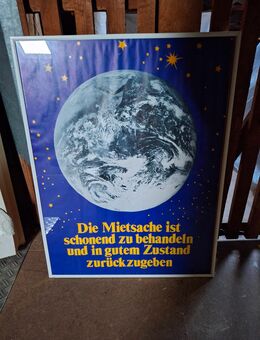 Die Mietsache ist
schonend zu behandeln
und in gutem Zustand
zurückzugeben